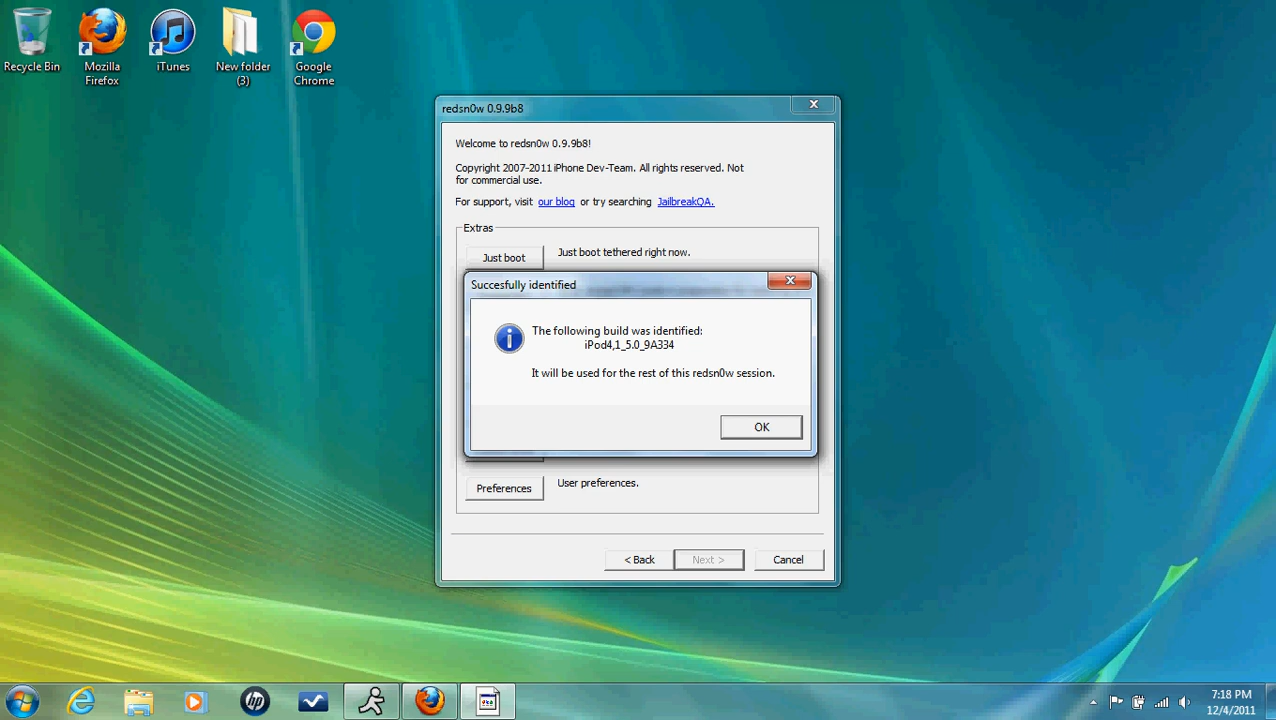 Recycle Bin
Mozilla
Firefox
iTunes
New folder
(3)
Google
Chrome
redsn0w 0.9.9b8
Welcome to redsn0w 0.9.9b8!
Copyright 2007-2011 iPhone Dev-Team. All rights reserved. Not
for commercial use.
For support, visit our blog or try searching JailbreakQA.
Extras
Just boot Just boot tethered right now.
Succesfully identified
The following build was identified:
iPod4,1_5.0_9A334
It will be used for the rest of this redsn0w session.
OK
Preferences User preferences.
< Back Next > Cancel
hp
7:18 PM
12/4/2011